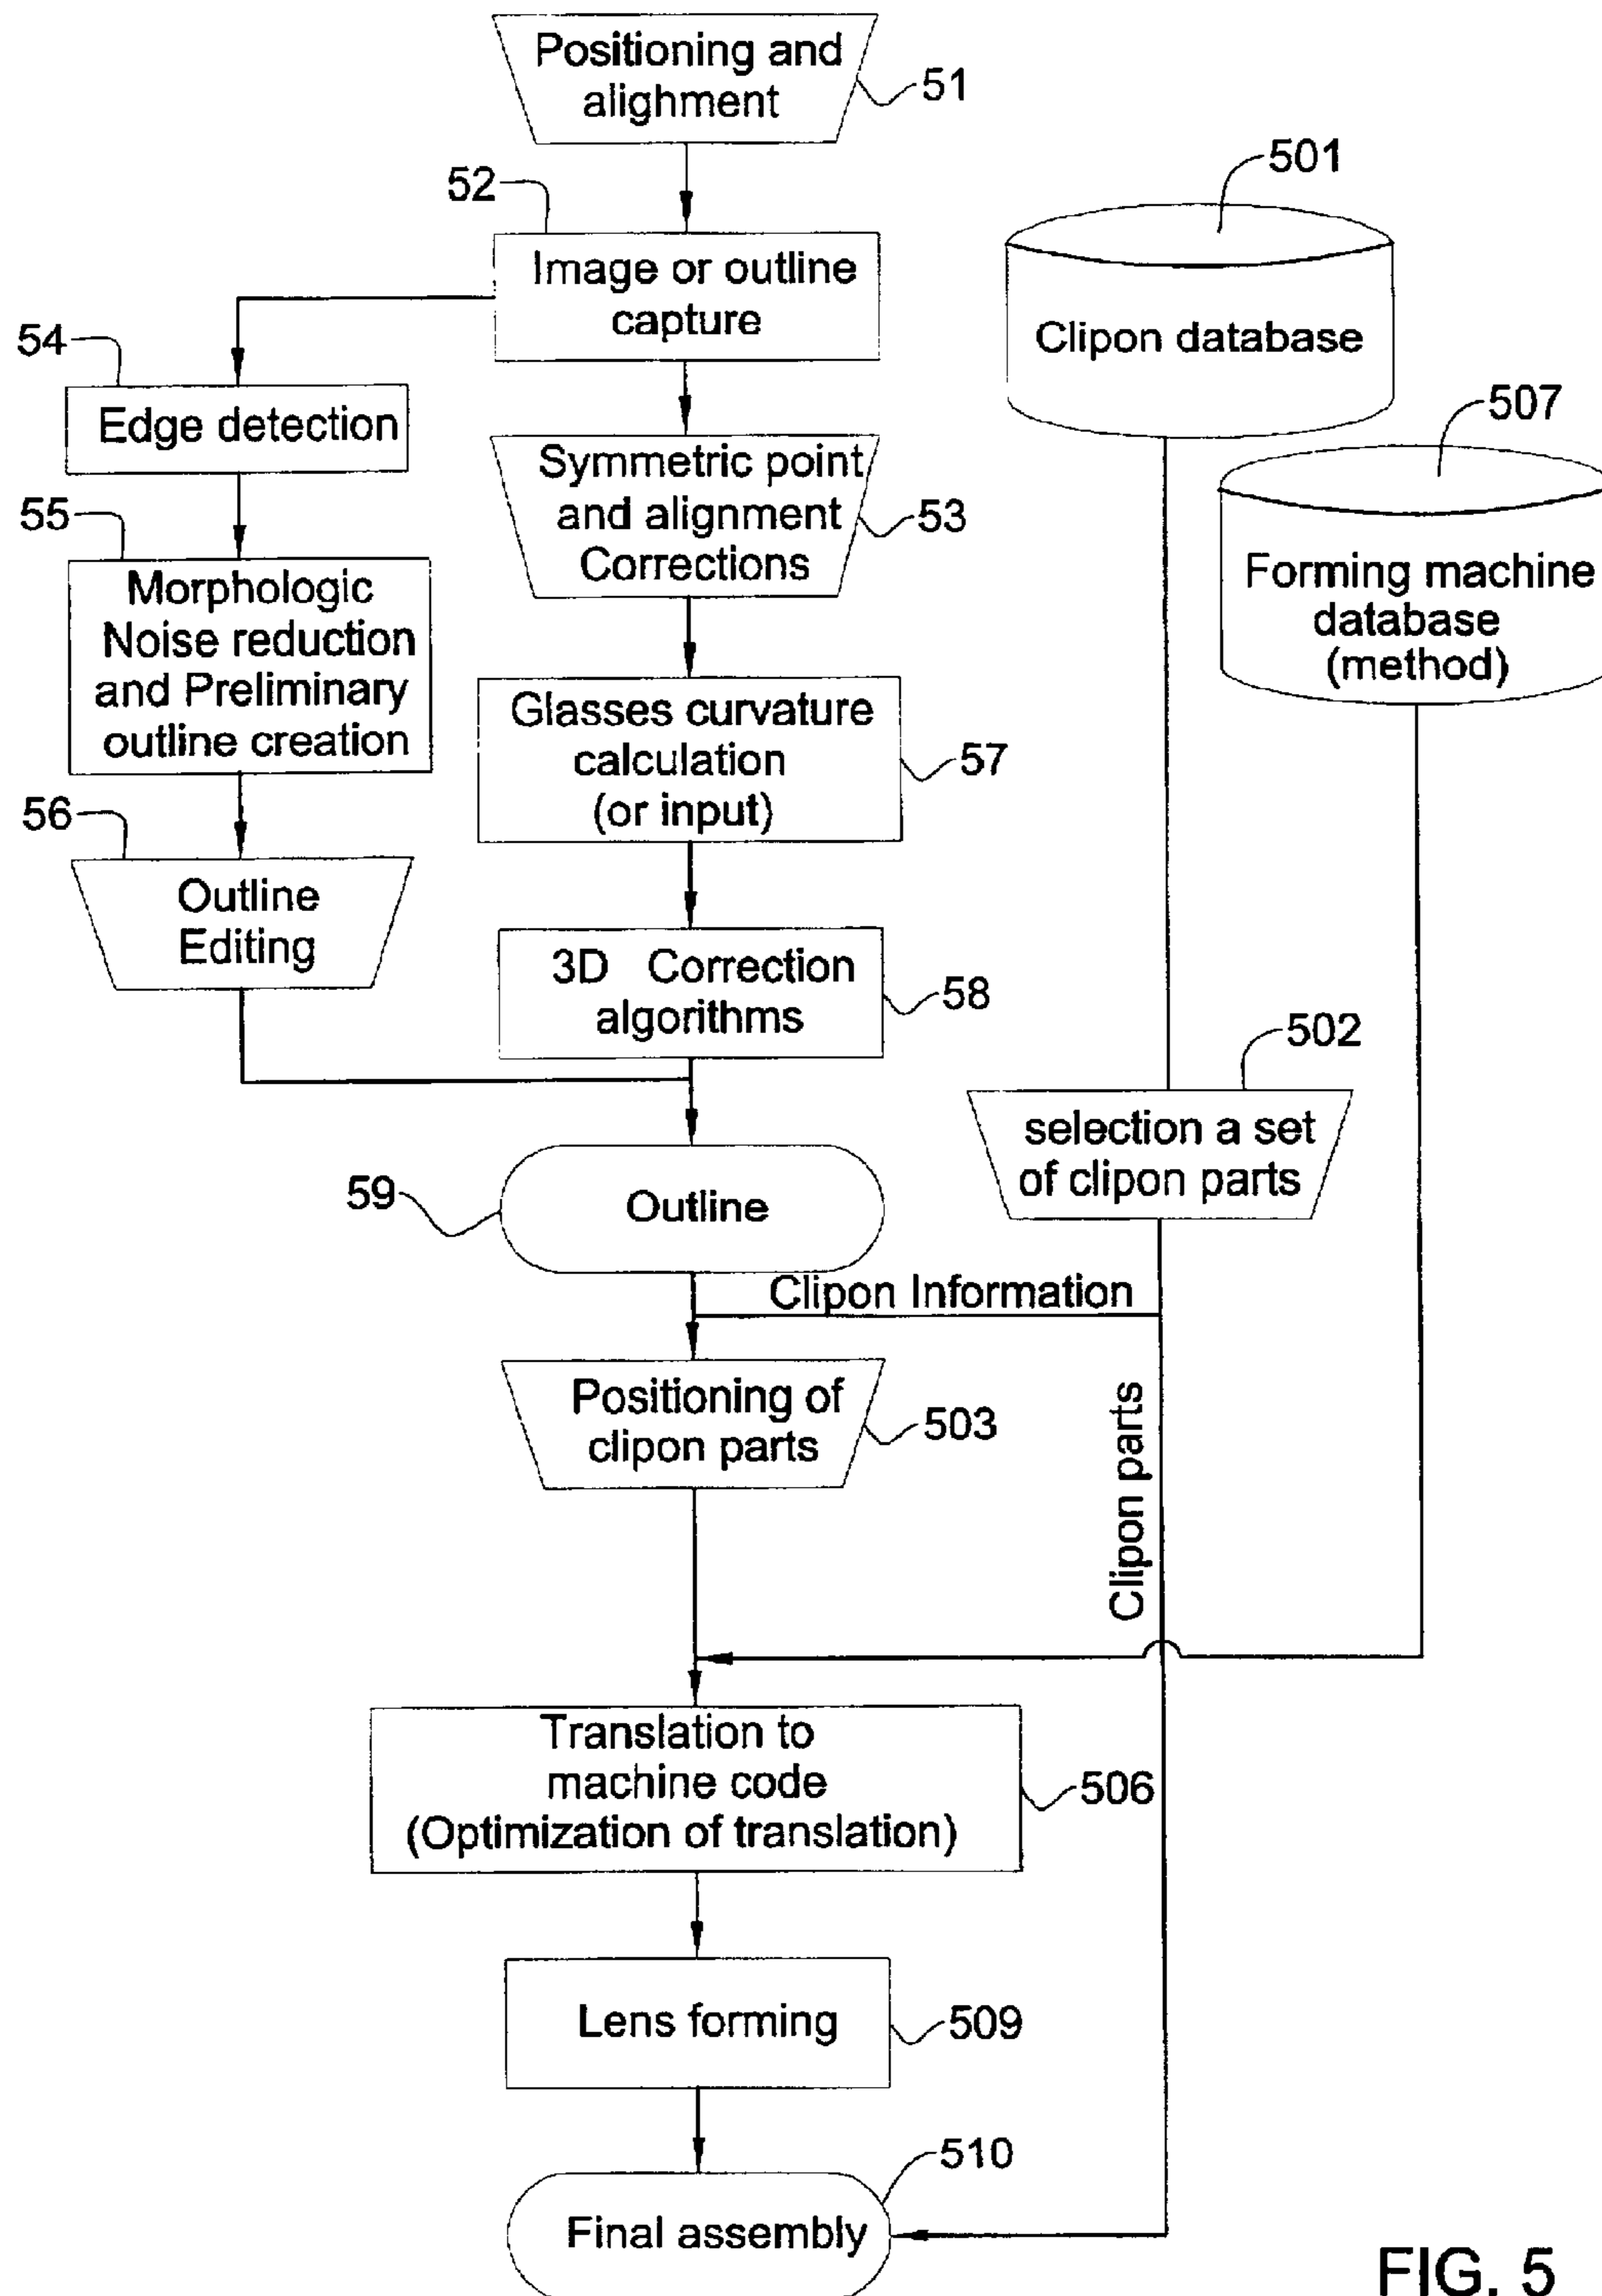 Positioning and
alighment
51
52
Image or outline
capture
501
Clipon database
507
Forming machine
database
(method)
54
Edge detection
Symmetric point
and alignment
Corrections
53
55
Morphologic
Noise reduction
and Preliminary
outline creation
Glasses curvature
calculation
(or input)
57
56
Outline
Editing
3D Correction
algorithms
58
502
selection a set
of clipon parts
59
Outline
Clipon Information
Positioning of
clipon parts
503
Clipon parts
Translation to
machine code
(Optimization of translation)
506
Lens forming
509
510
Final assembly
FIG. 5